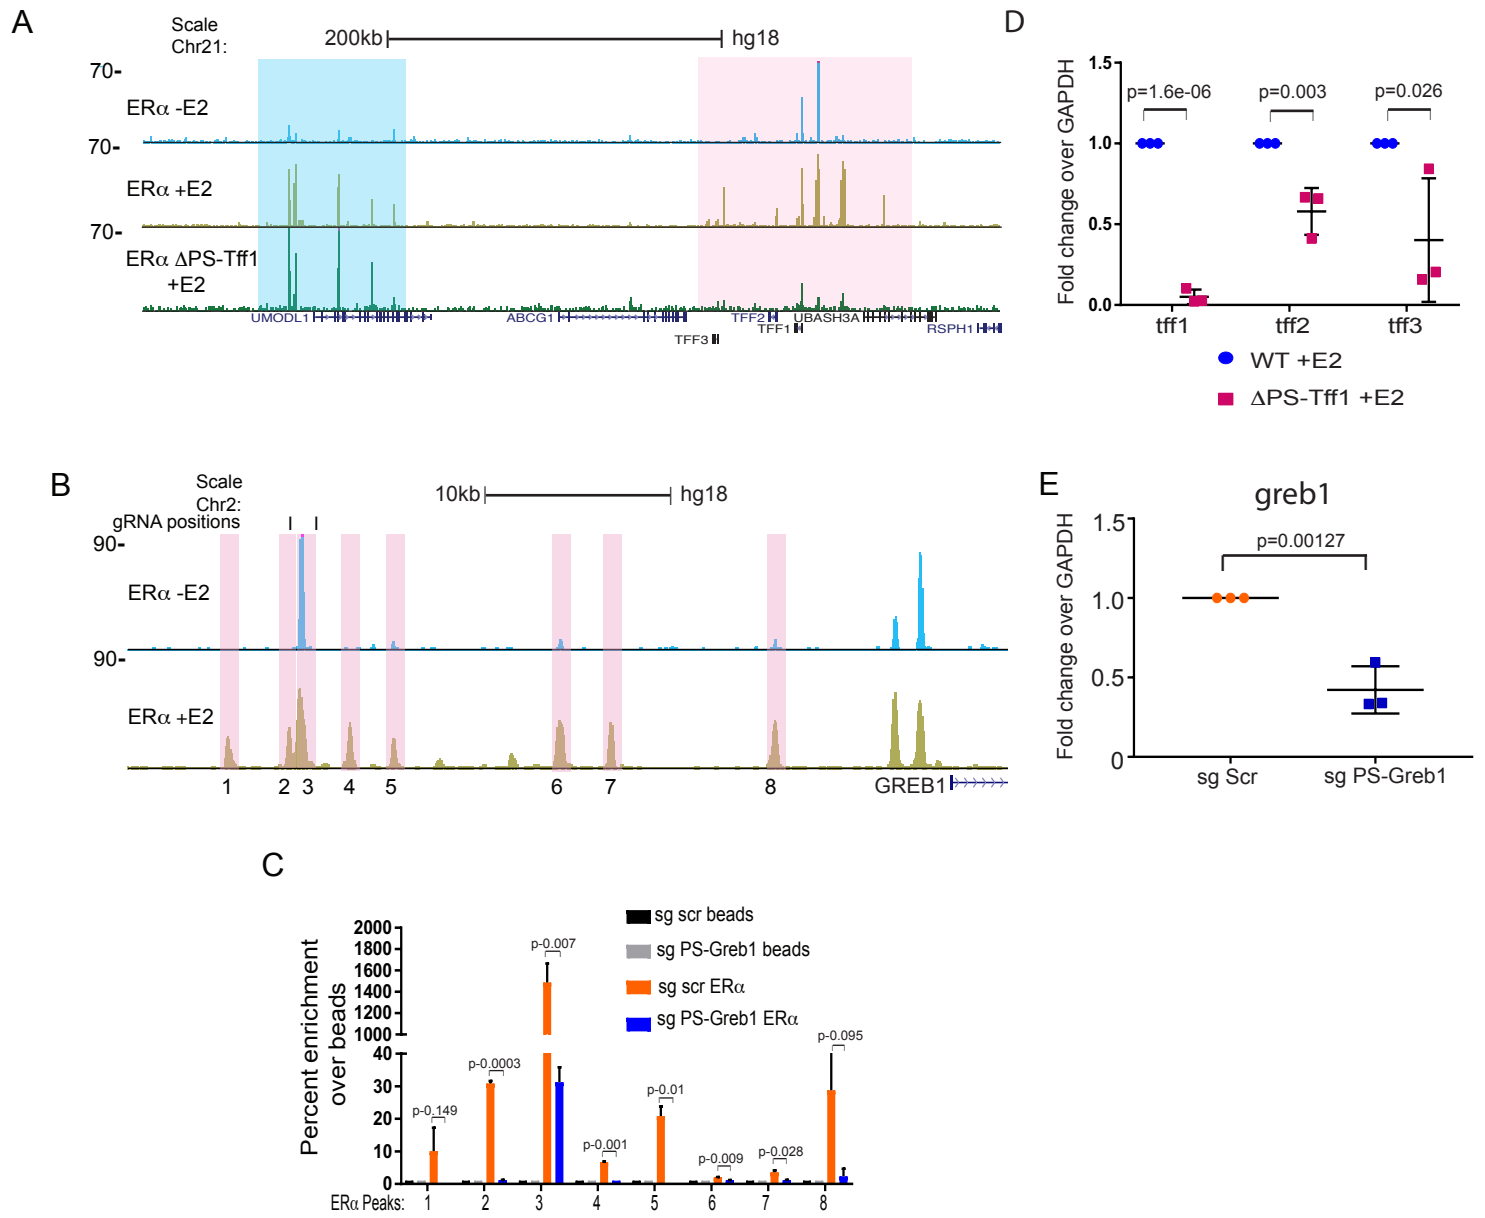 A
Scale
Chr21:
200kb
hg18
70-
ERα -E2
70-
ERα +E2
70-
ERα ΔPS-Tff1
+E2
UMODL1
ABCG1
TFF2
UBASH3A
TFF1
RSPH1
TFF3
D
Fold change over GAPDH
1.5
1.0
0.5
0.0
p=1.6e-06
p=0.003
p=0.026
tff1
tff2
tff3
WT +E2
ΔPS-Tff1 +E2
B
Scale
Chr2:
10kb
hg18
gRNA positions
90-
ERα -E2
90-
ERα +E2
1
2
3
4
5
6
7
8
GREB1
E
greb1
Fold change over GAPDH
1.5
1.0
0.5
0
p=0.00127
sg Scr
sg PS-Greb1
C
Percent enrichment
over beads
2000
1800
1600
1400
1200
1000
40
30
20
10
0
sg scr beads
sg PS-Greb1 beads
sg scr ERα
sg PS-Greb1 ERα
p-0.149
p-0.0003
p-0.007
p-0.001
p-0.01
p-0.009
p-0.028
p-0.095
ERα Peaks: 1 2 3 4 5 6 7 8